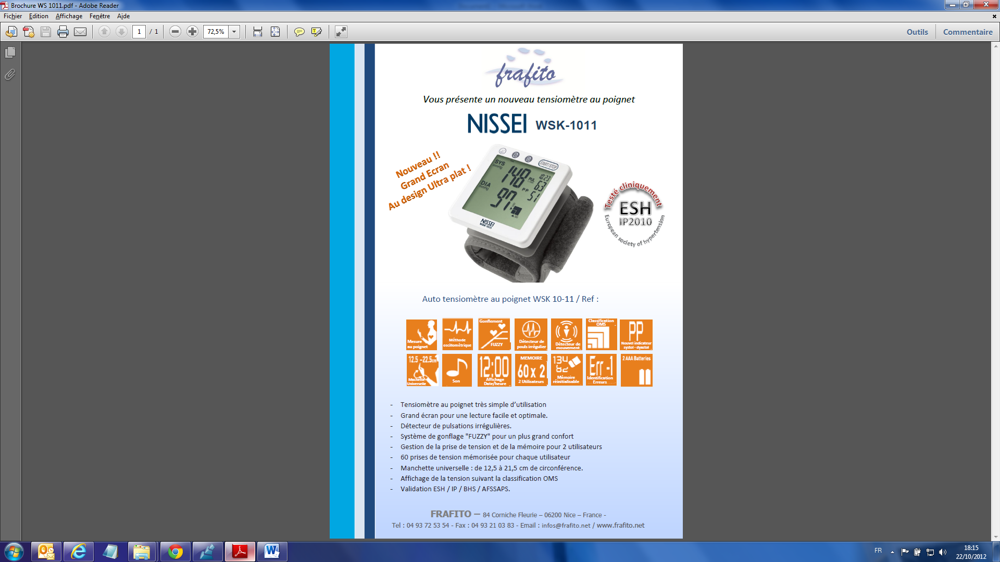 Brochure WS 1011.pdf - Adobe Reader
Fichier Edition Affichage Fenêtre Aide
1 / 1 72,5% Outils Commentaire
frafito
Vous présente un nouveau tensiomètre au poignet
NISSEI WSK-1011
Nouveau !!
Grand Ecran
Au design Ultra plat !
START/STOP
SYS
mmHg
148
10:23
PUL
63
DIA
mmHg
97
PP
51
NISSEI
WSK-1011
Testé cliniquement
ESH
IP2010
European society of hypertension
Auto tensiomètre au poignet WSK 10-11 / Ref :
Mesure
au poignet
Méthode
oscillométrique
Gonflement
FUZZY
Détecteur de
pouls irrégulier
Détecteur de
mouvement
Classification
OMS
PP
Nouvel indicateur
systol - dyastol
12.5 -22.5cm
Machette
Universelle
Son
12:00
Affichage
Date/heure
MEMOIRE
60 x 2
2 Utilisateurs
134
82
Mémoire
réinitialisable
Err -1
Identification
Erreurs
2 AAA Batteries
- Tensiomètre au poignet très simple d’utilisation
- Grand écran pour une lecture facile et optimale.
- Détecteur de pulsations irrégulières.
- Système de gonflage "FUZZY" pour un plus grand confort
- Gestion de la prise de tension et de la mémoire pour 2 utilisateurs
- 60 prises de tension mémorisée pour chaque utilisateur
- Manchette universelle : de 12,5 à 21,5 cm de circonférence.
- Affichage de la tension suivant la classification OMS
- Validation ESH / IP / BHS / AFSSAPS.
FRAFITO – 84 Corniche Fleurie – 06200 Nice – France -
Tel : 04 93 72 53 54 - Fax : 04 93 21 03 83 - Email : infos@frafito.net / www.frafito.net
FR
18:15
22/10/2012